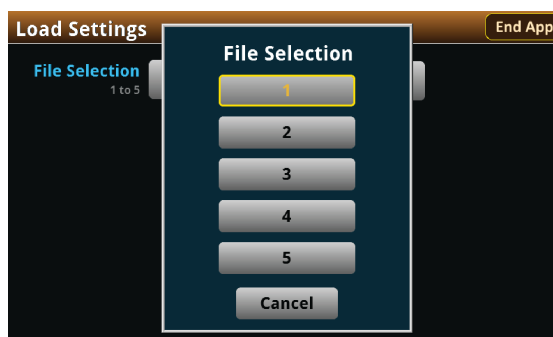 Load Settings
End App
File Selection
1 to 5
File Selection
1
2
3
4
5
Cancel